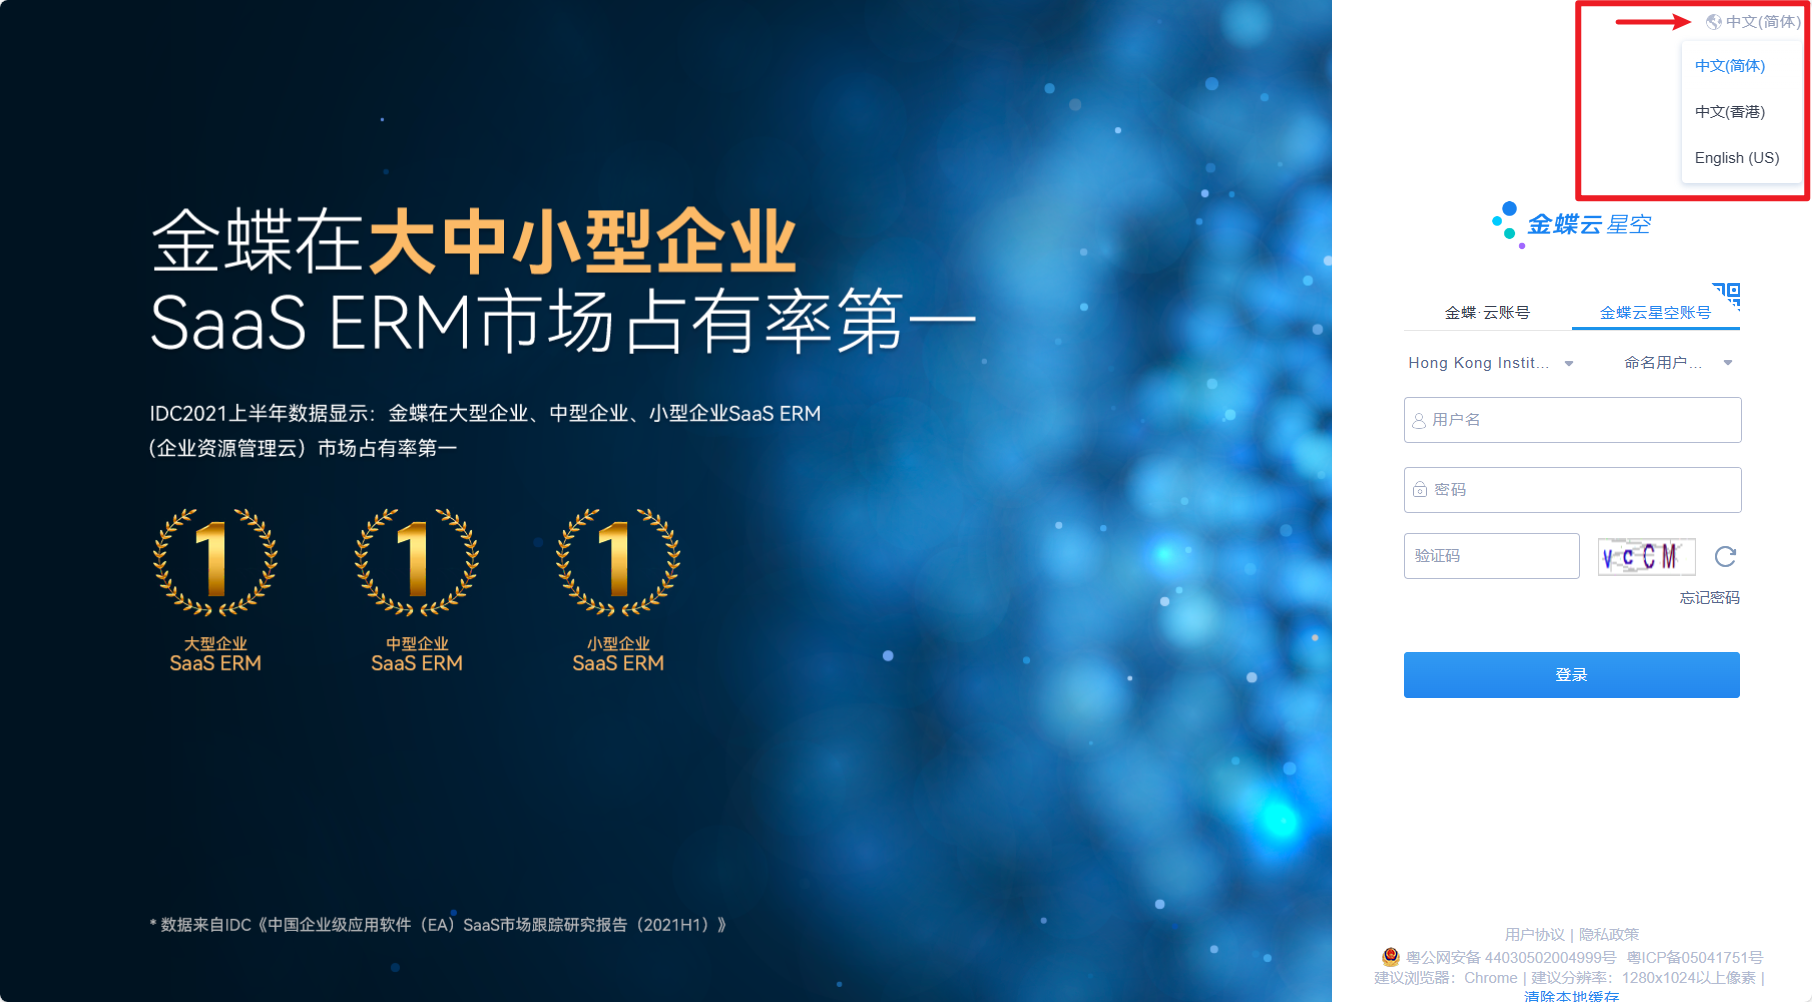 金蝶在大中小型企业
SaaS ERM市场占有率第一
IDC2021上半年数据显示：金蝶在大型企业、中型企业、小型企业SaaS ERM
（企业资源管理云）市场占有率第一
1
大型企业
SaaS ERM
1
中型企业
SaaS ERM
1
小型企业
SaaS ERM
* 数据来自IDC《中国企业级应用软件（EA）SaaS市场跟踪研究报告（2021H1）》
中文(简体)
中文(简体)
中文(香港)
English (US)
金蝶云 星空
金蝶·云账号
金蝶云星空账号
Hong Kong Instit...
命名用户...
用户名
密码
验证码
vcCM
忘记密码
登录
用户协议 | 隐私政策
粤公网安备 44030502004999号 粤ICP备05041751号
建议浏览器：Chrome | 建议分辨率：1280x1024以上像素 |
清除本地缓存